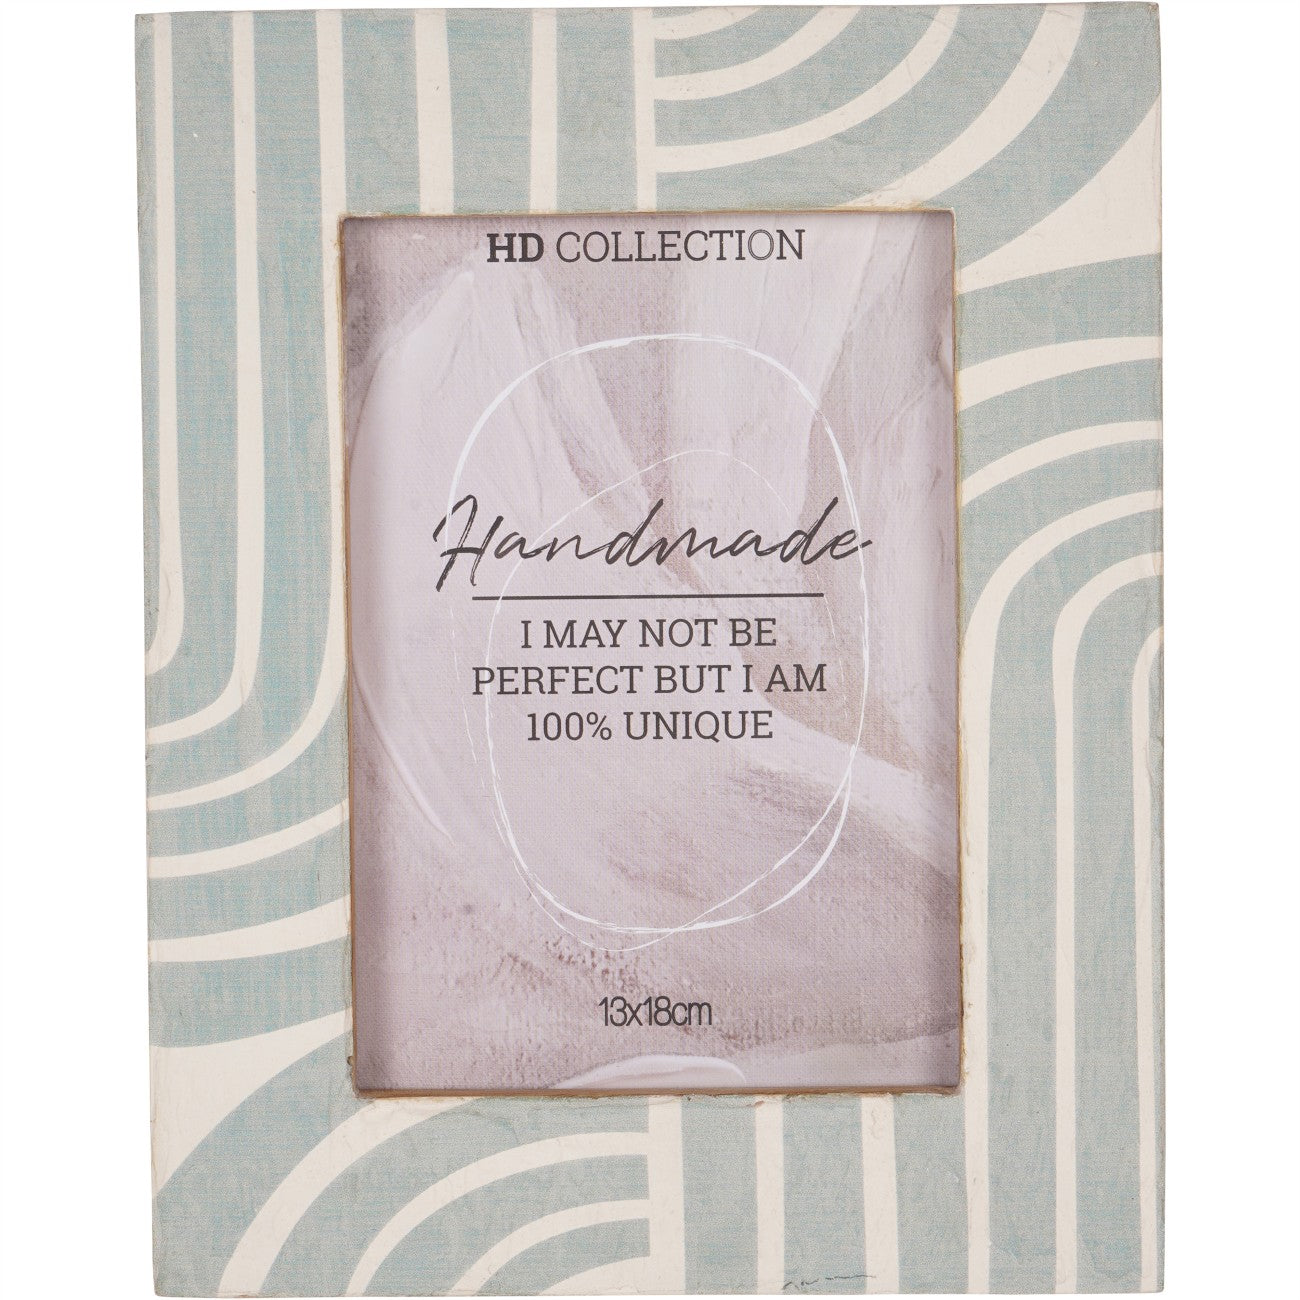 HD COLLECTION
Handmade
I MAY NOT BE
PERFECT BUT I AM
100% UNIQUE
13x18cm